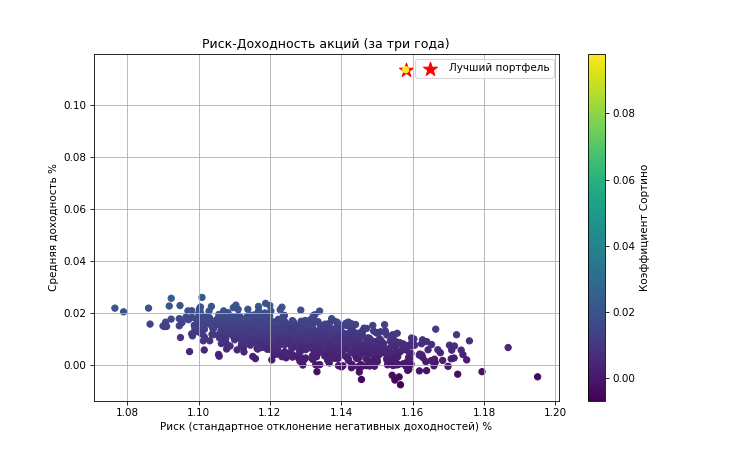 Риск-Доходность акций (за три года)
Лучший портфель
Средняя доходность %
0.10
0.08
0.06
0.04
0.02
0.00
1.08 1.10 1.12 1.14 1.16 1.18 1.20
Риск (стандартное отклонение негативных доходностей) %
0.08
0.06
0.04
0.02
0.00
Коэффициент Сортино